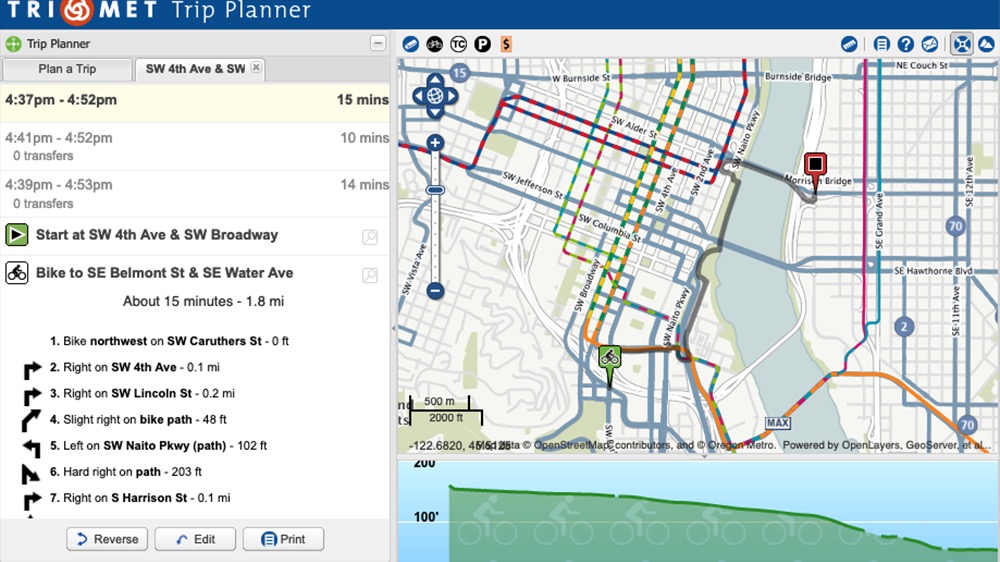 TRI MET Trip Planner
Trip Planner
Plan a Trip
SW 4th Ave & SW
4:37pm - 4:52pm 15 mins
4:41pm - 4:52pm 10 mins
0 transfers
4:39pm - 4:53pm 14 mins
0 transfers
Start at SW 4th Ave & SW Broadway
Bike to SE Belmont St & SE Water Ave
About 15 minutes - 1.8 mi
1. Bike northwest on SW Caruthers St - 0 ft
2. Right on SW 4th Ave - 0.1 mi
3. Right on SW Lincoln St - 0.2 mi
4. Slight right on bike path - 48 ft
5. Left on SW Naito Pkwy (path) - 102 ft
6. Hard right on path - 203 ft
7. Right on S Harrison St - 0.1 mi
Reverse
Edit
Print
TC
P
$
?
15
W Burnside St
Burnside Bridge
NE Couch St
SW Alder St
SW Naito Pkwy
SW 2nd Ave
SW 4th Ave
Morrison Bridge
SW Jefferson St
SW Columbia St
SE Grand Ave
SE 12th Ave
70
SW Vista Ave
SW Broadway
SW Naito Pkwy
SE Hawthorne Blvd
SE 11th Ave
2
500 m
2000 ft
MAX
70
SW
-122.6820,
data © OpenStreetMap contributors, and © Oregon Metro. Powered by OpenLayers, GeoServer, et al...
200'
100'